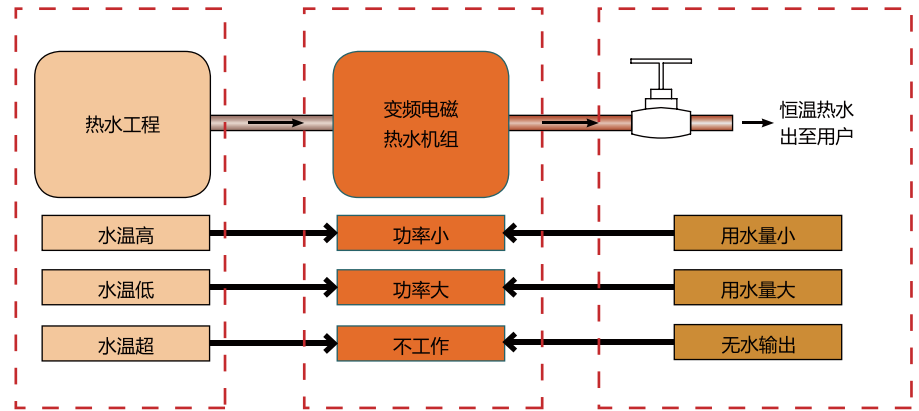 热水工程
变频电磁
热水机组
恒温热水
出至用户
水温高
功率小
用水量小
水温低
功率大
用水量大
水温超
不工作
无水输出